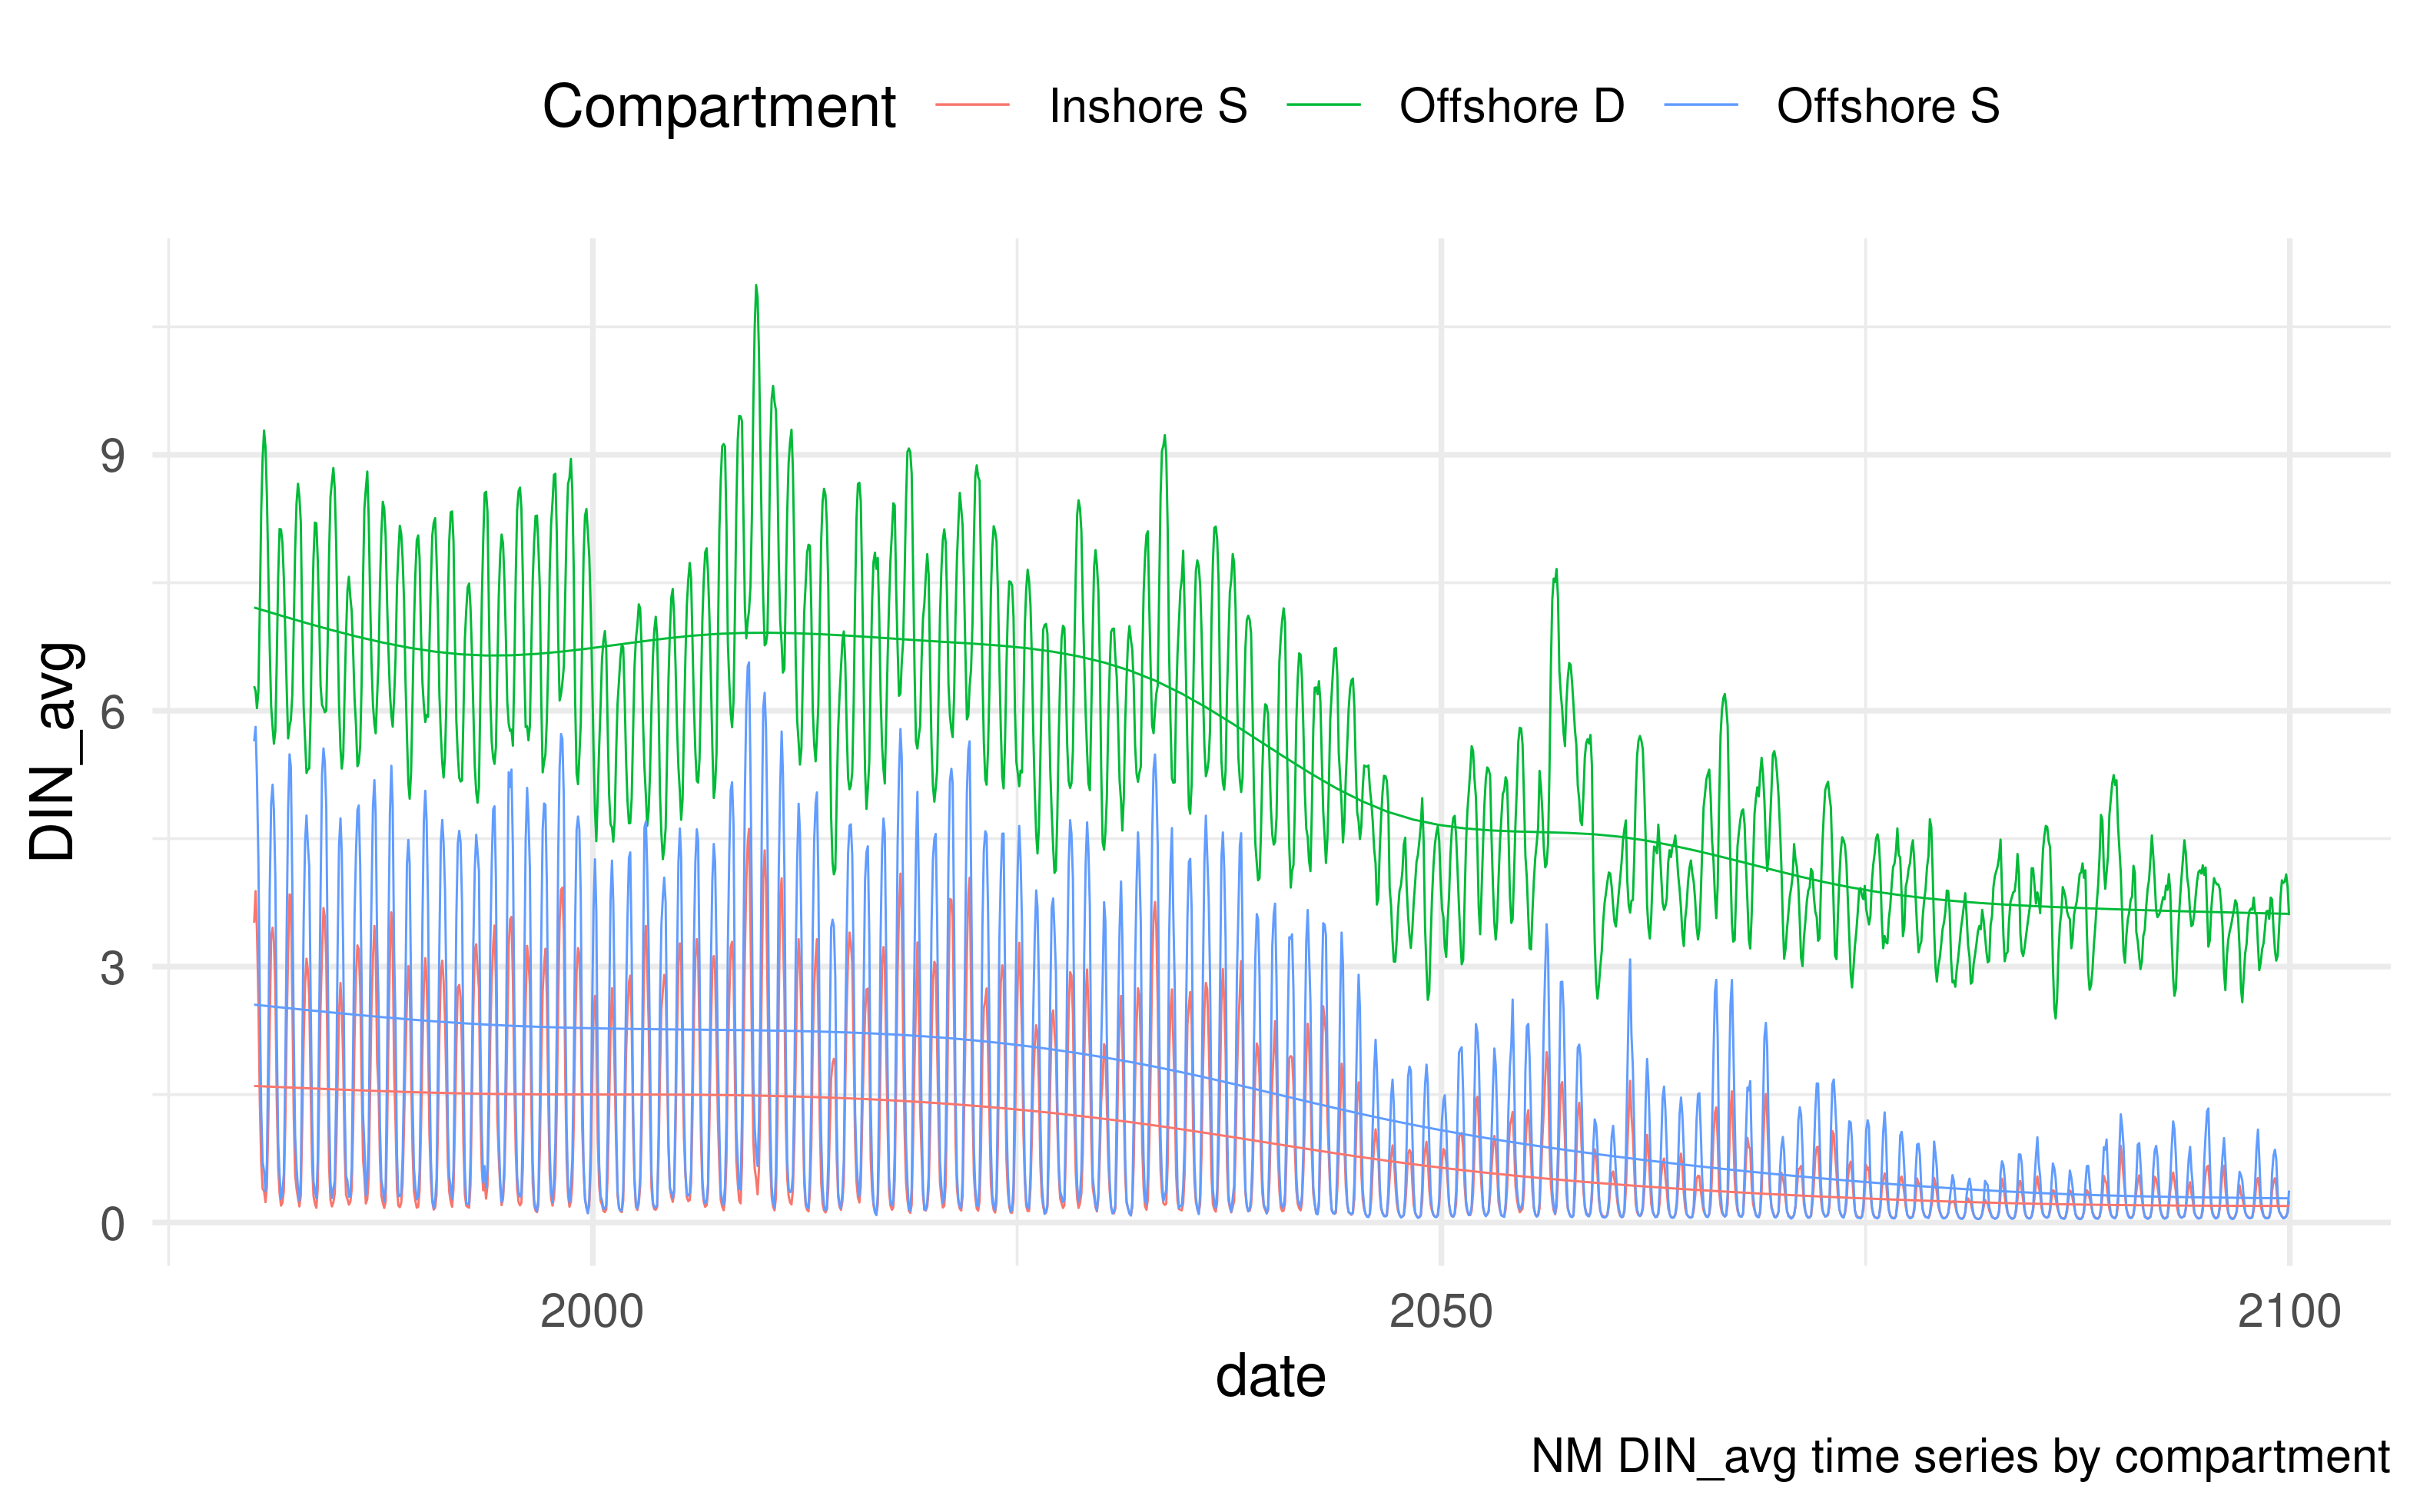 Compartment Inshore S Offshore D Offshore S
9
6
3
0
DIN_avg
2000 2050 2100
date
NM DIN_avg time series by compartment